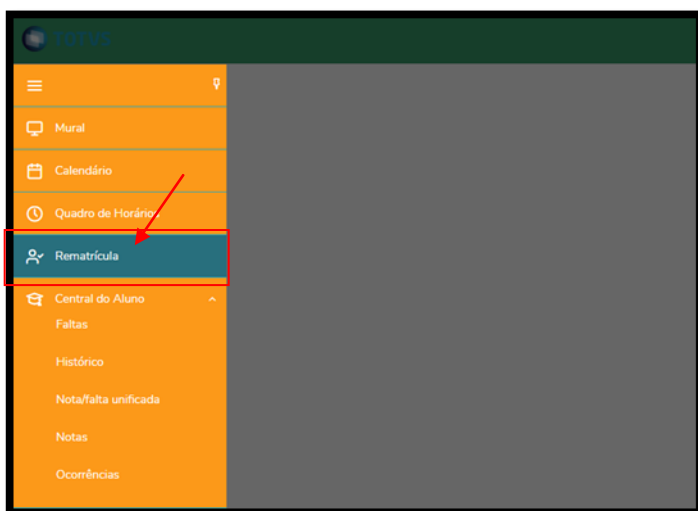 Mural
Calendário
Quadro de Horários
Rematrícula
Central do Aluno
Faltas
Histórico
Nota/falta unificada
Notas
Ocorrências